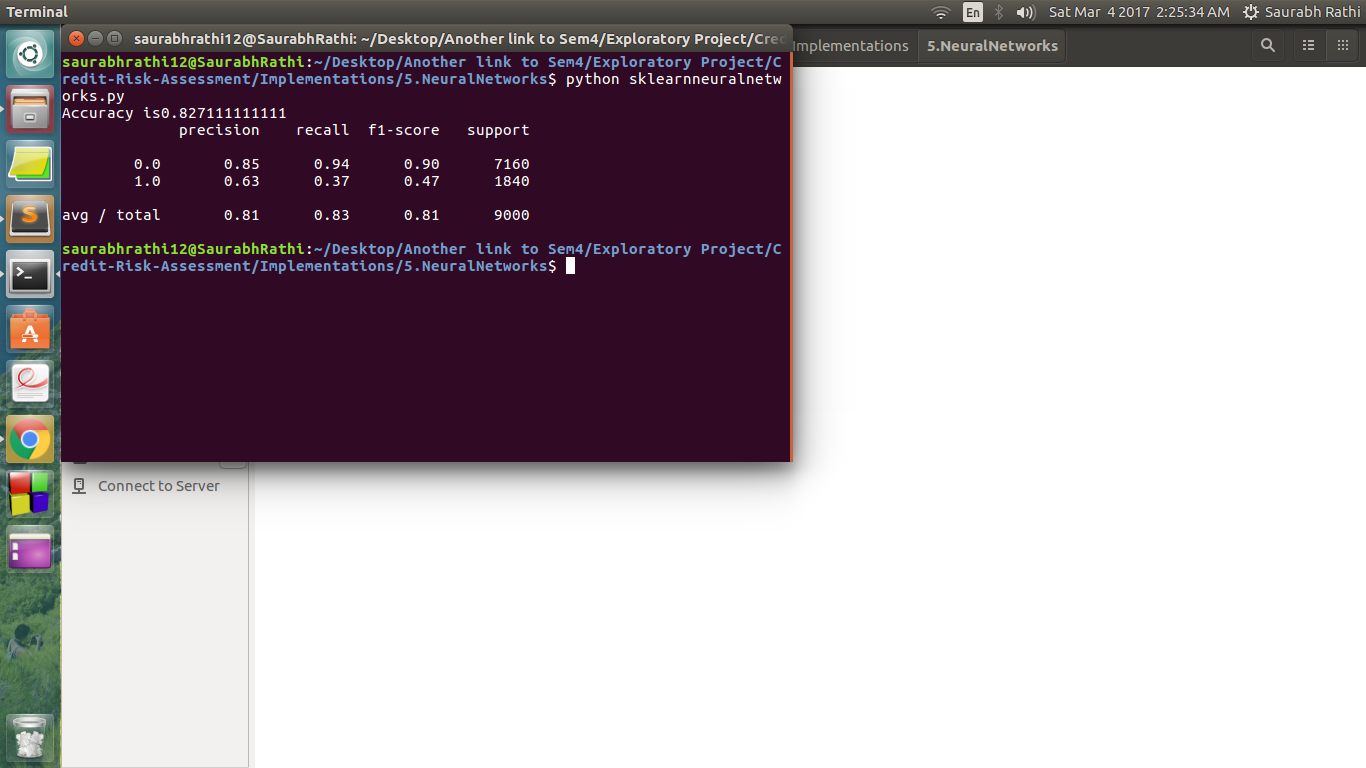 Terminal
En
Sat Mar 4 2017 2:25:34 AM
Saurabh Rathi
saurabhrathi12@SaurabhRathi: ~/Desktop/Another link to Sem4/Exploratory Project/Cre
Implementations
5.NeuralNetworks
saurabhrathi12@SaurabhRathi:~/Desktop/Another link to Sem4/Exploratory Project/C
redit-Risk-Assessment/Implementations/5.NeuralNetworks$ python sklearnneuralnetw
orks.py
Accuracy is0.827111111111
precision recall f1-score support
0.0 0.85 0.94 0.90 7160
1.0 0.63 0.37 0.47 1840
avg / total 0.81 0.83 0.81 9000
saurabhrathi12@SaurabhRathi:~/Desktop/Another link to Sem4/Exploratory Project/C
redit-Risk-Assessment/Implementations/5.NeuralNetworks$
Connect to Server